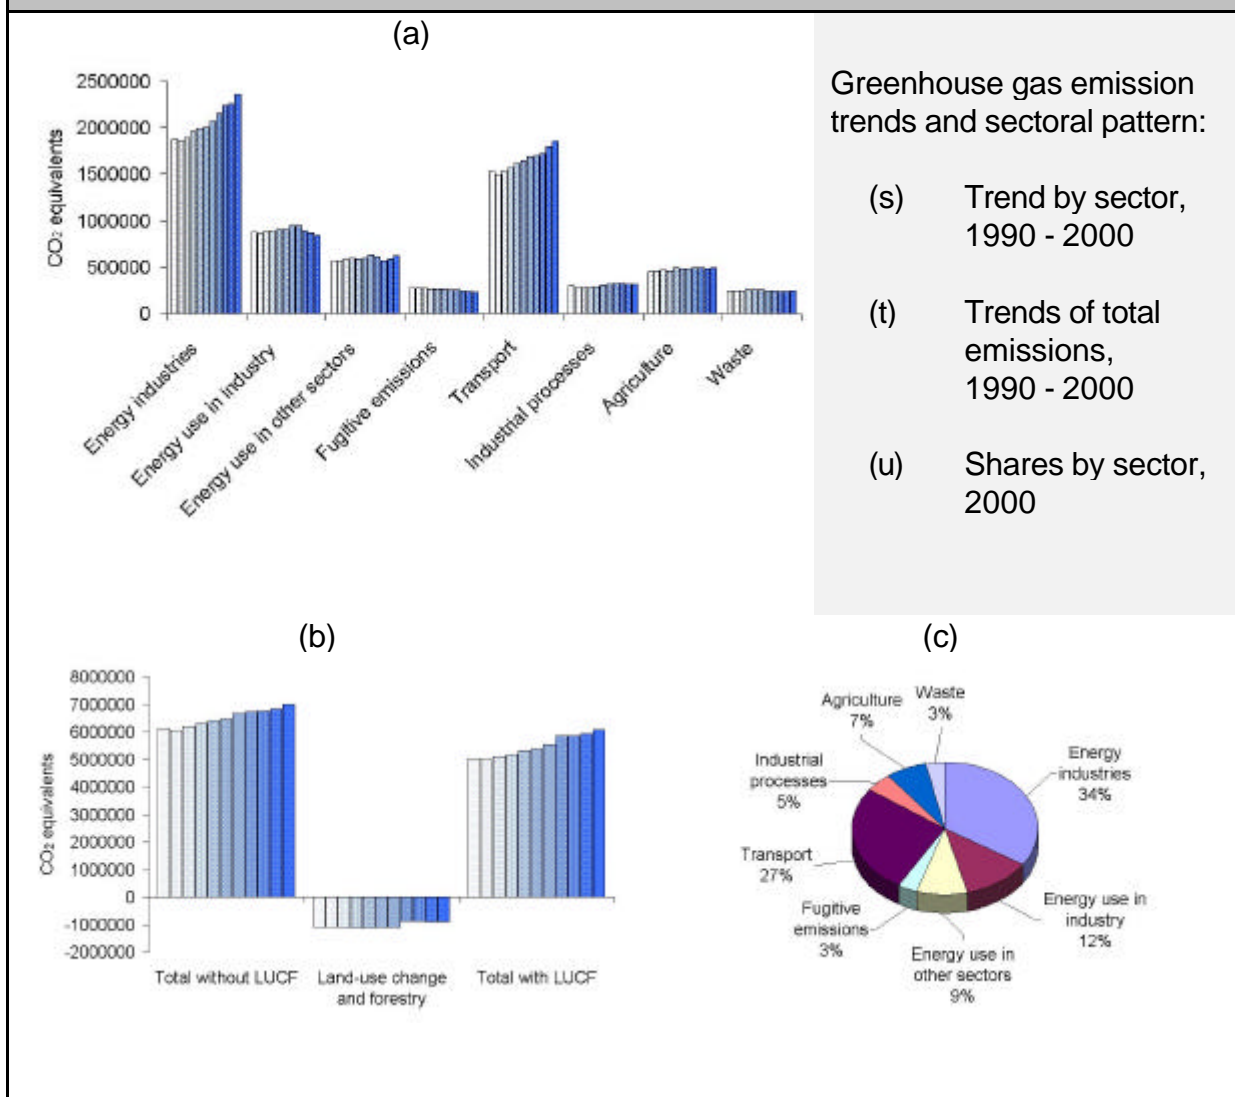 (a)
2500000
2000000
1500000
1000000
500000
0
CO2 equivalents
Energy industries
Energy use in industry
Energy use in other sectors
Fugitive emissions
Transport
Industrial processes
Agriculture
Waste
Greenhouse gas emission
trends and sectoral pattern:
(s) Trend by sector,
1990 - 2000
(t) Trends of total
emissions,
1990 - 2000
(u) Shares by sector,
2000
(b)
8000000
7000000
6000000
5000000
4000000
3000000
2000000
1000000
0
-1000000
-2000000
CO2 equivalents
Total without LUCF
Land-use change
and forestry
Total with LUCF
(c)
Agriculture
7%
Waste
3%
Energy
industries
34%
Industrial
processes
5%
Transport
27%
Fugitive
emissions
3%
Energy use in
other sectors
9%
Energy use in
industry
12%